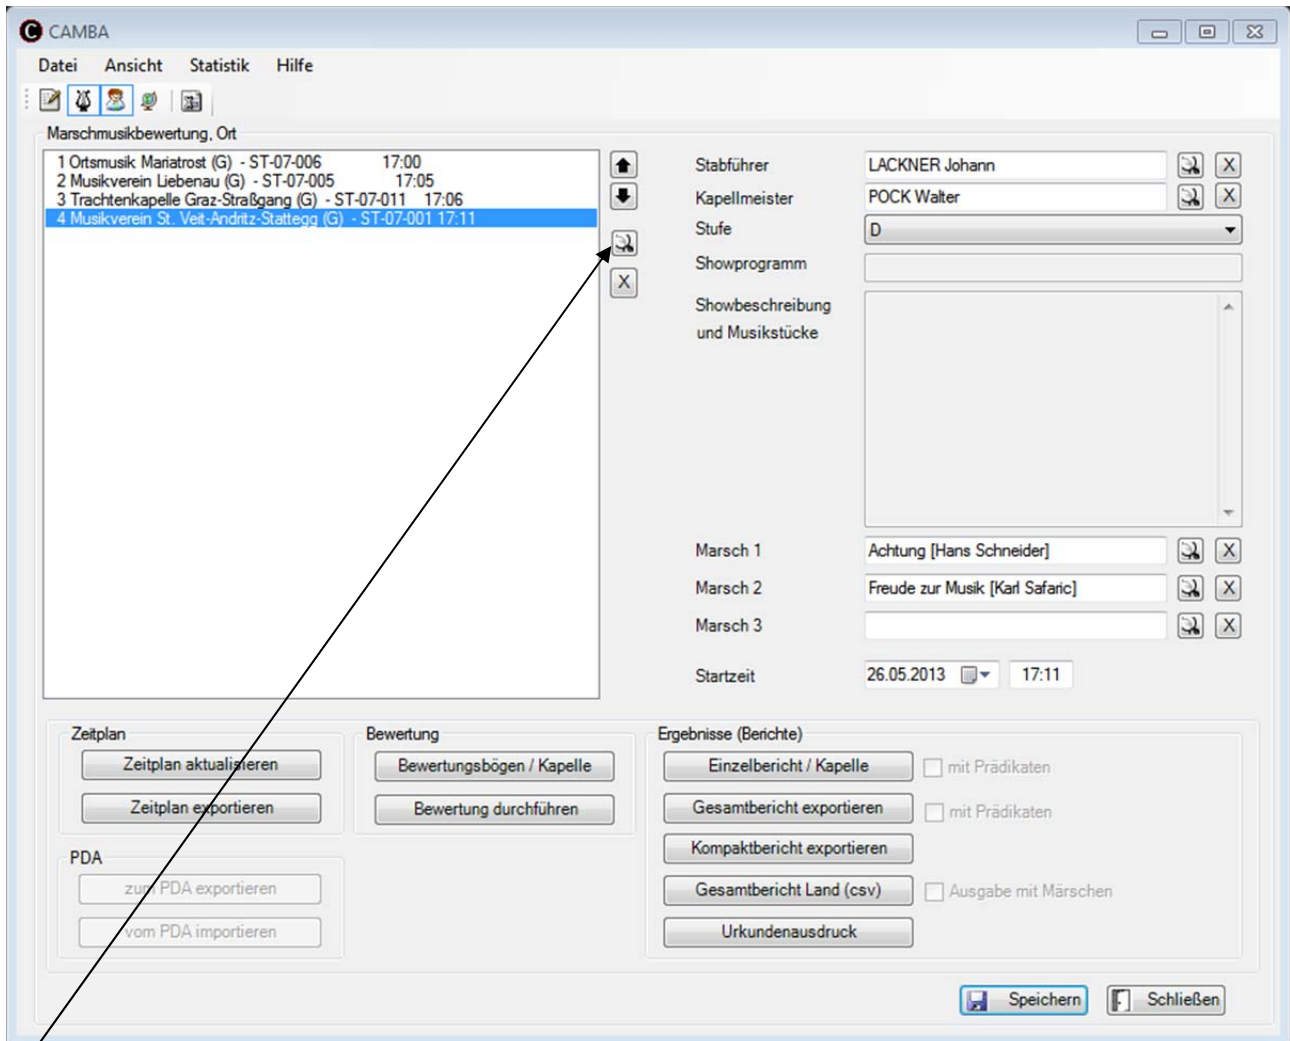 CAMBA
Datei Ansicht Statistik Hilfe
Marschmusikbewertung, Ort
1 Ortsmusik Mariatrost (G) - ST-07-006 17:00
2 Musikverein Liebenau (G) - ST-07-005 17:05
3 Trachtenkapelle Graz-Straßgang (G) - ST-07-011 17:06
4 Musikverein St. Veit-Andritz-Stattegg (G) - ST-07-001 17:11
X
Stabführer LACKNER Johann X
Kapellmeister POCK Walter X
Stufe D
Showprogramm
Showbeschreibung
und Musikstücke
Marsch 1 Achtung [Hans Schneider] X
Marsch 2 Freude zur Musik [Karl Safaric] X
Marsch 3 X
Startzeit 26.05.2013 17:11
Zeitplan
Zeitplan aktualisieren
Zeitplan exportieren
PDA
zum PDA exportieren
vom PDA importieren
Bewertung
Bewertungsbögen / Kapelle
Bewertung durchführen
Ergebnisse (Berichte)
Einzelbericht / Kapelle mit Prädikaten
Gesamtbericht exportieren mit Prädikaten
Kompaktbericht exportieren
Gesamtbericht Land (csv) Ausgabe mit Märschen
Urkundenausdruck
Speichern Schließen